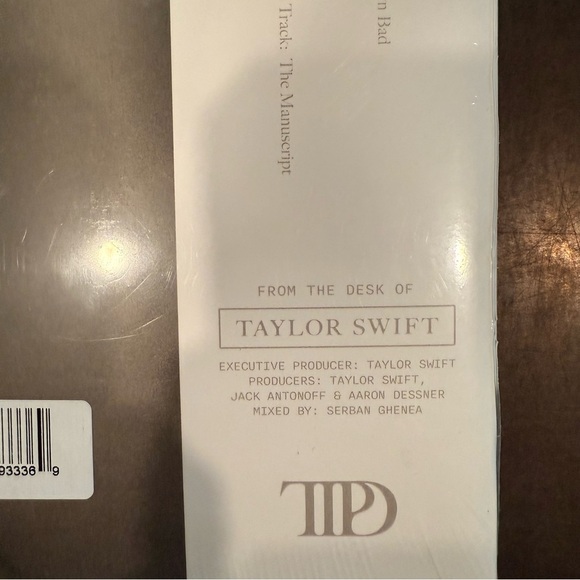 n Bad
Track: The Manuscript
FROM THE DESK OF
TAYLOR SWIFT
EXECUTIVE PRODUCER: TAYLOR SWIFT
PRODUCERS: TAYLOR SWIFT,
JACK ANTONOFF & AARON DESSNER
MIXED BY: SERBAN GHENEA
TTPD
93336 9